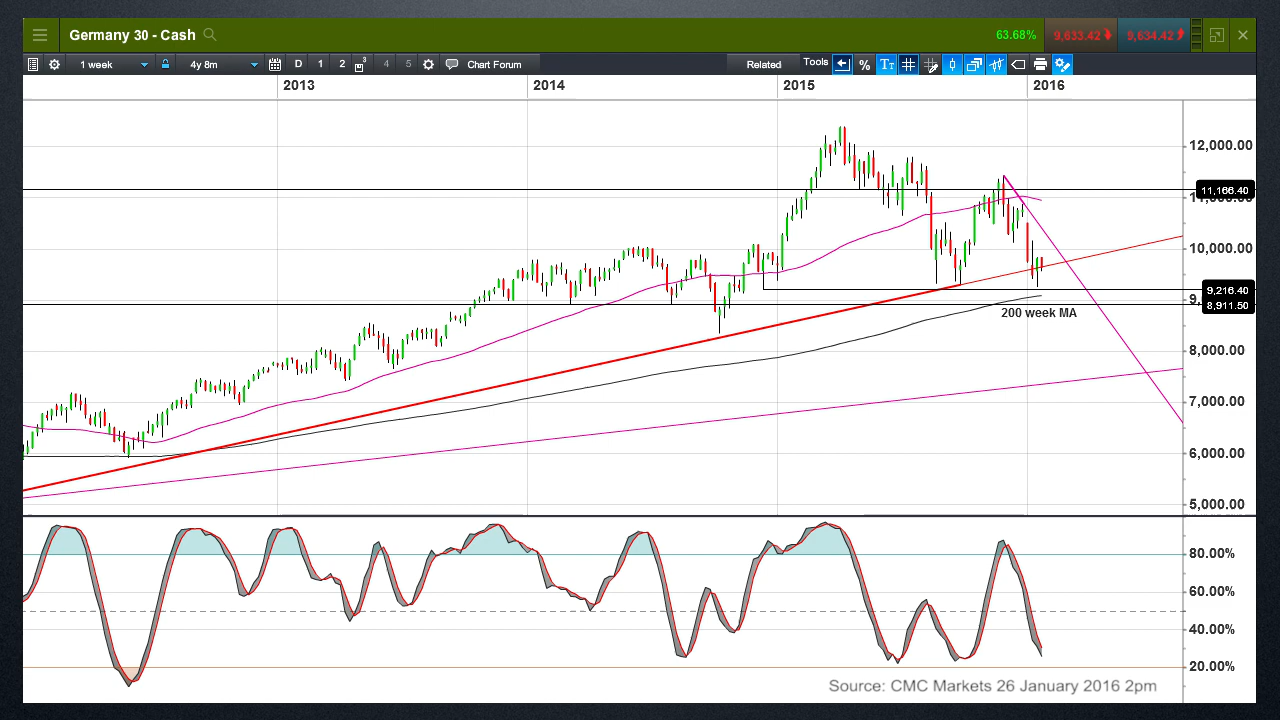 Germany 30 - Cash 63.68% 9,633.42 9,634.42
1 week 4y 8m D 1 2 3 4 5 Chart Forum Related Tools % Tт
2013 2014 2015 2016
12,000.00
11,166.40
10,000.00
9,216.40
8,911.50
200 week MA
8,000.00
7,000.00
6,000.00
5,000.00
80.00%
60.00%
40.00%
20.00%
Source: CMC Markets 26 January 2016 2pm